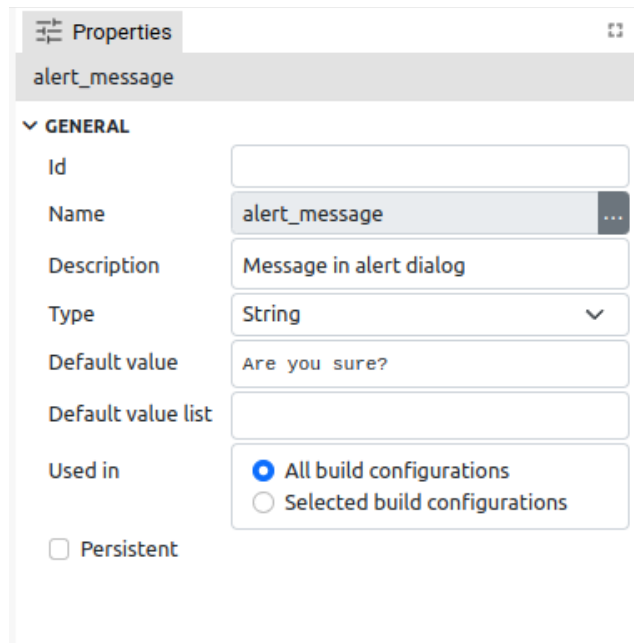 Properties
alert_message
GENERAL
Id
Name alert_message ...
Description Message in alert dialog
Type String
Default value Are you sure?
Default value list
Used in All build configurations
Selected build configurations
Persistent